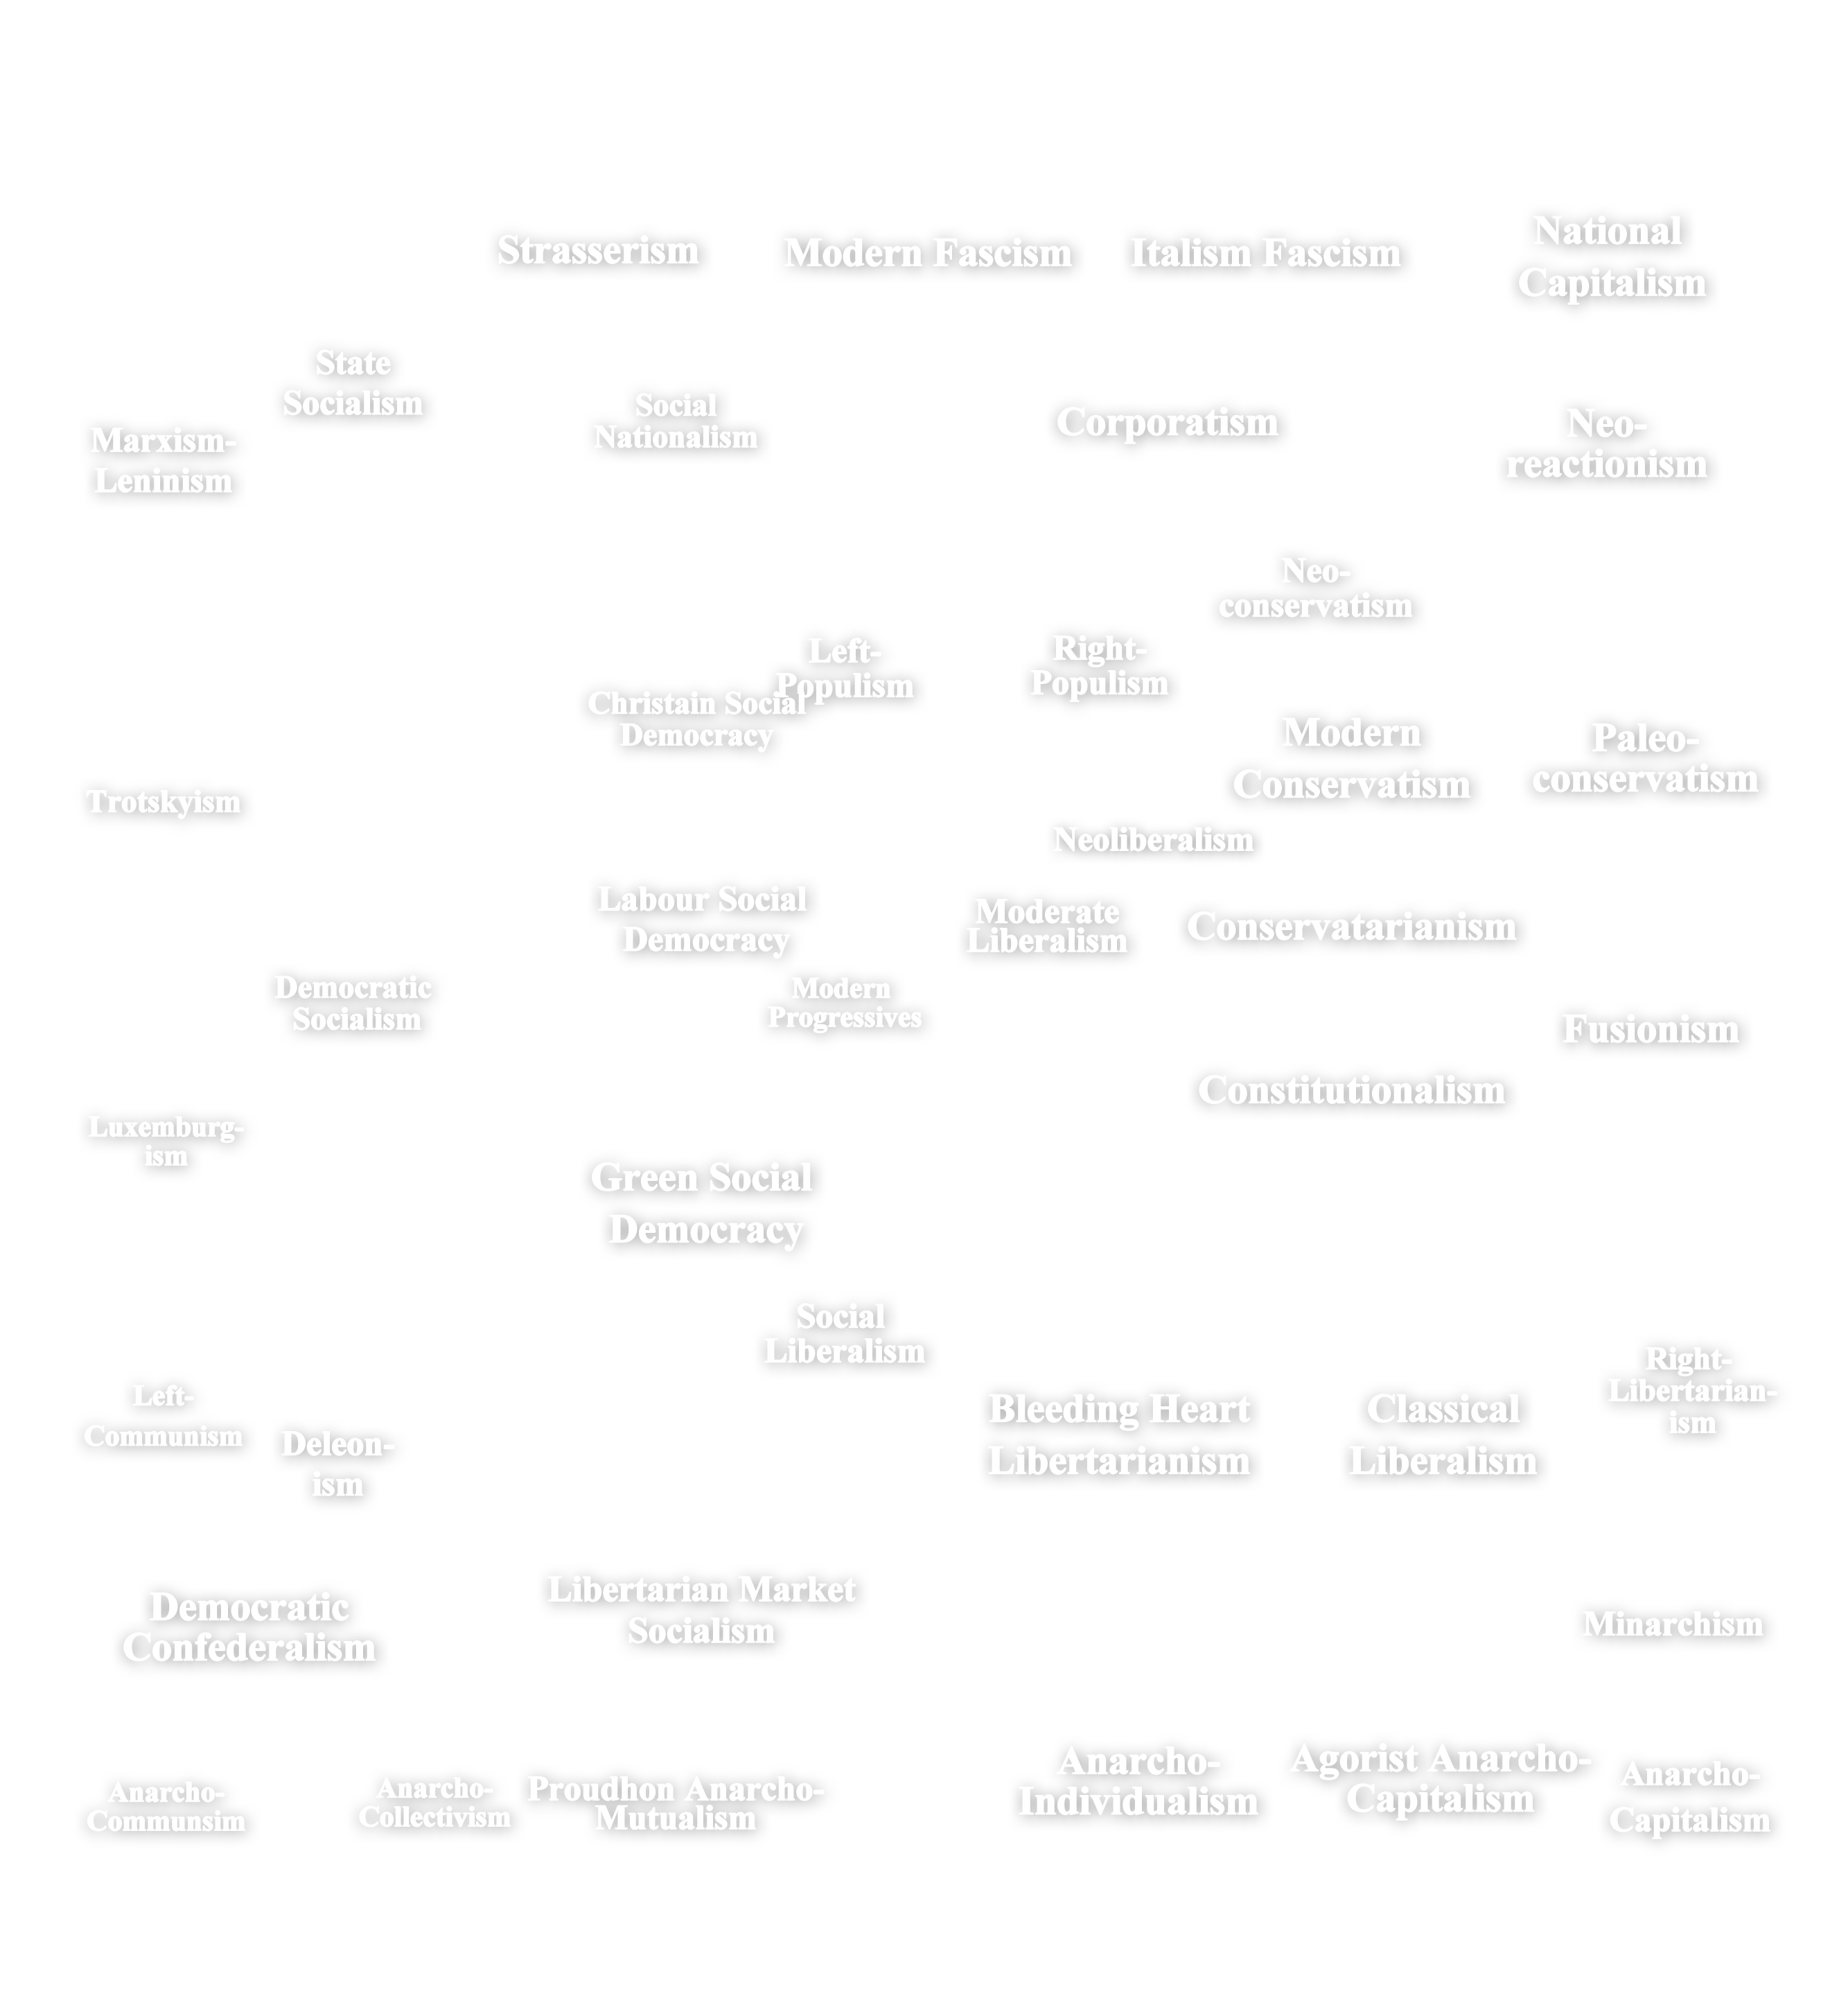 Strasserism
Modern Fascism
Italism Fascism
National
Capitalism
State
Socialism
Social
Nationalism
Corporatism
Neo-
reactionism
Marxism-
Leninism
Neo-
conservatism
Left-
Populism
Right-
Populism
Christain Social
Democracy
Modern
Conservatism
Paleo-
conservatism
Trotskyism
Neoliberalism
Labour Social
Democracy
Moderate
Liberalism
Conservatarianism
Democratic
Socialism
Modern
Progressives
Fusionism
Constitutionalism
Luxemburg-
ism
Green Social
Democracy
Social
Liberalism
Right-
Libertarian-
ism
Left-
Communism
Deleon-
ism
Bleeding Heart
Libertarianism
Classical
Liberalism
Democratic
Confederalism
Libertarian Market
Socialism
Minarchism
Anarcho-
Communsim
Anarcho-
Collectivism
Proudhon Anarcho-
Mutualism
Anarcho-
Individualism
Agorist Anarcho-
Capitalism
Anarcho-
Capitalism